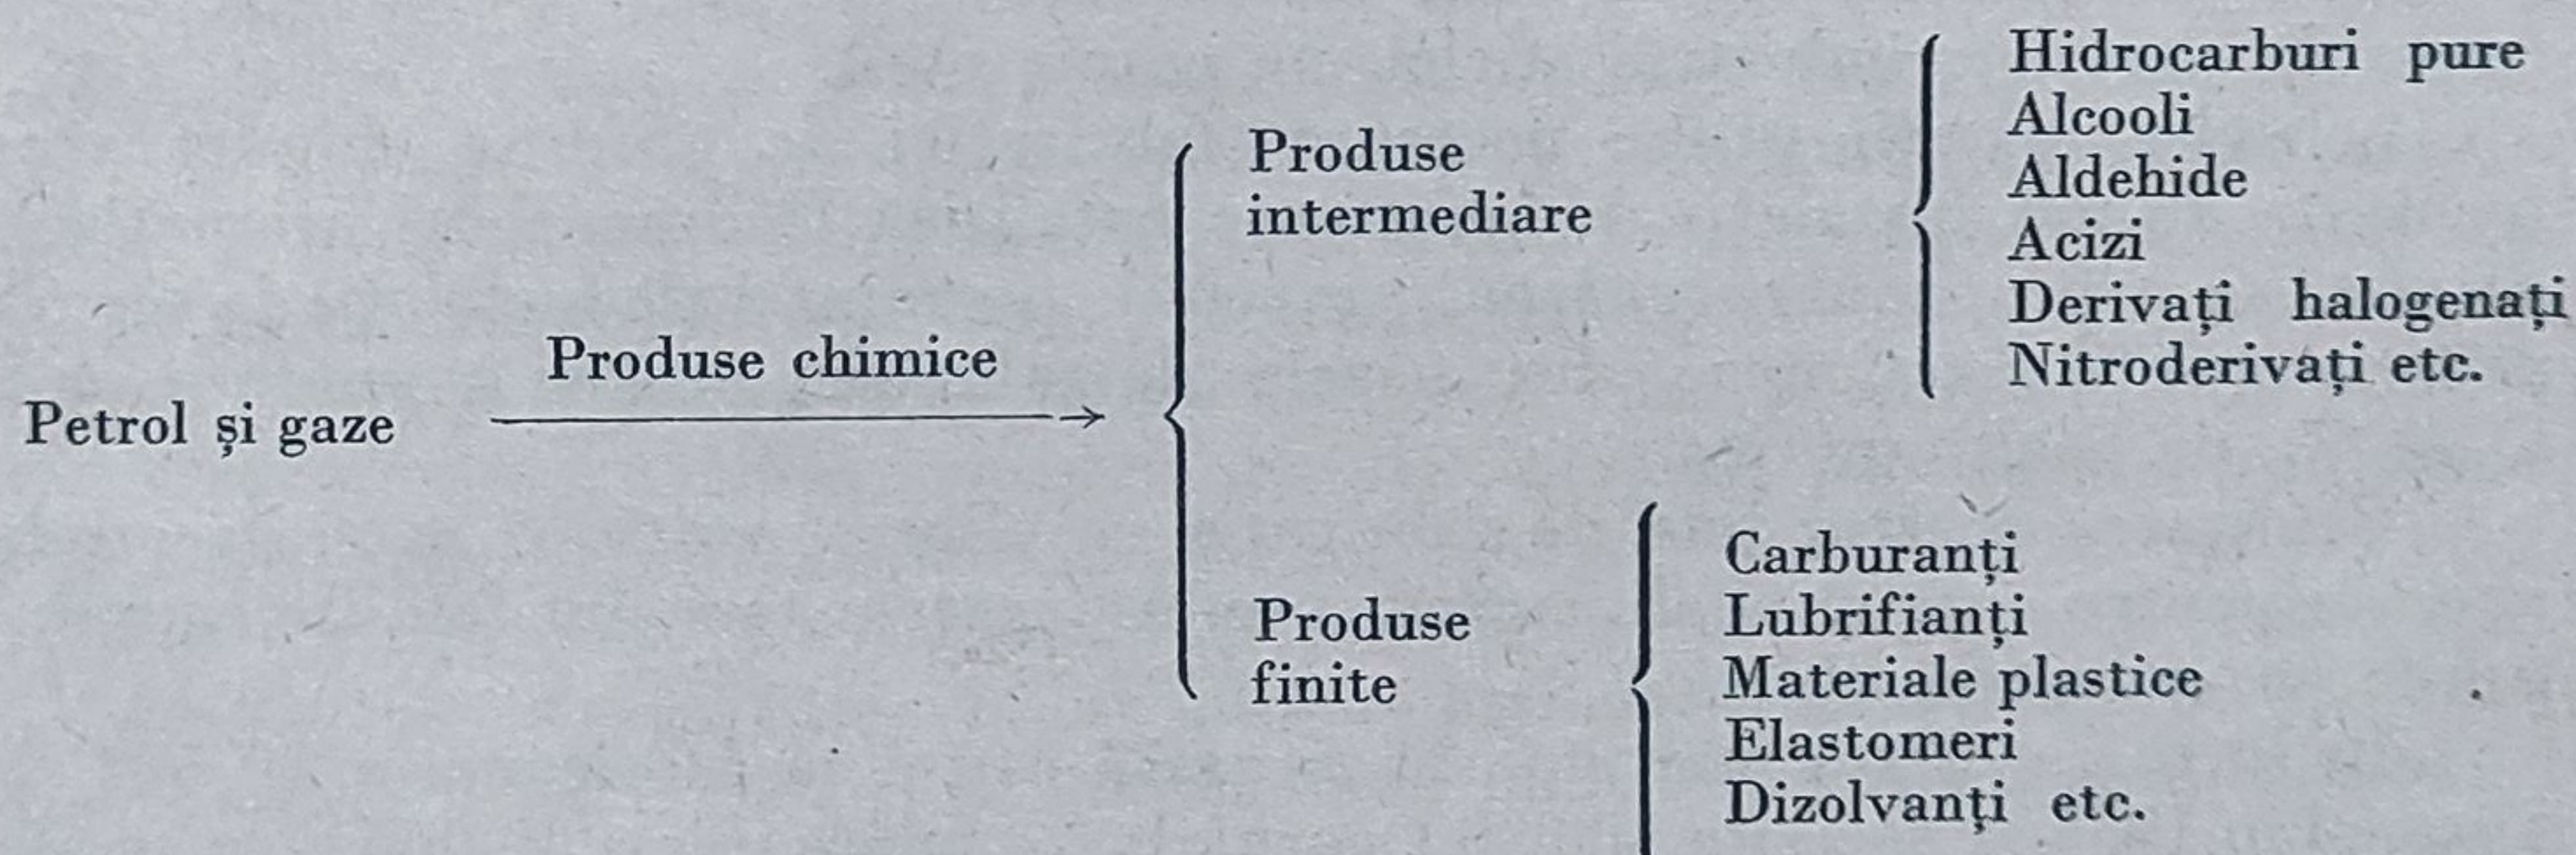 Petrol și gaze
Produse chimice
Produse
intermediare
Hidrocarburi pure
Alcooli
Aldehide
Acizi
Derivați halogenați
Nitroderivați etc.
Produse
finite
Carburanți
Lubrifianți
Materiale plastice
Elastomeri
Dizolvanți etc.